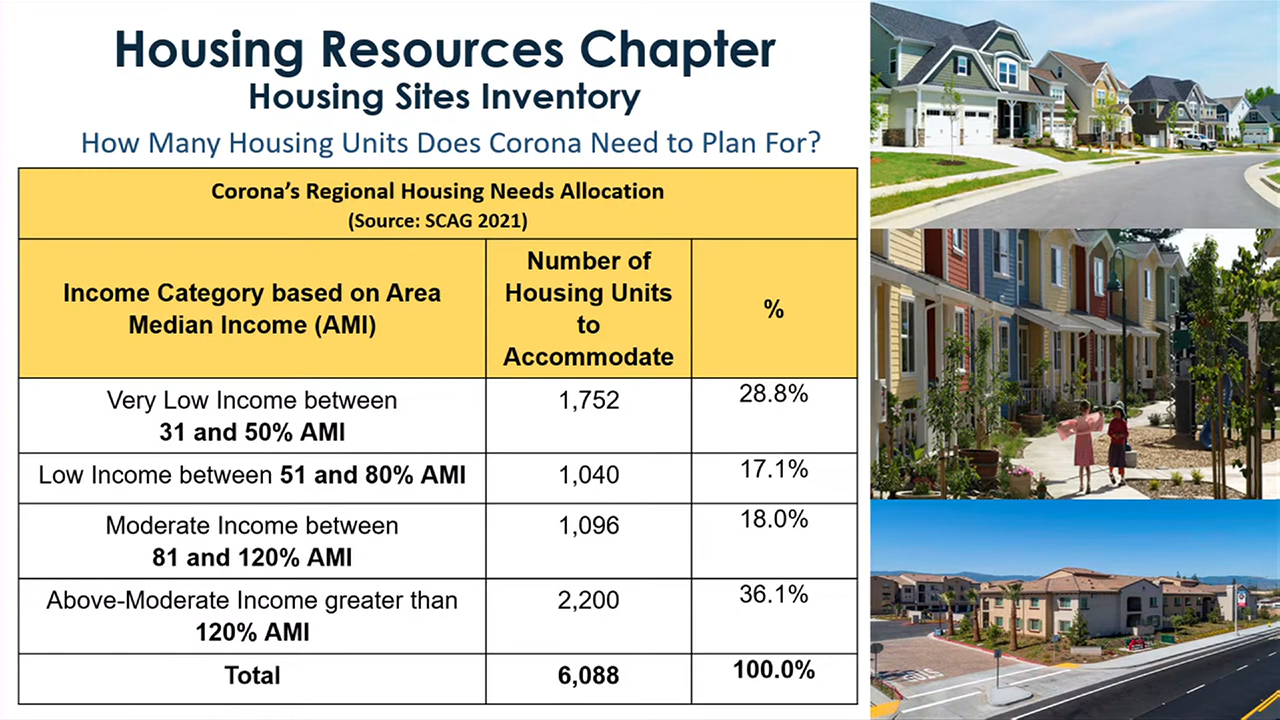 Housing Resources Chapter
Housing Sites Inventory
How Many Housing Units Does Corona Need to Plan For?
Corona's Regional Housing Needs Allocation
(Source: SCAG 2021)
Income Category based on Area
Median Income (AMI)
Number of
Housing Units
to
Accommodate
%
Very Low Income between
31 and 50% AMI
1,752
28.8%
Low Income between 51 and 80% AMI
1,040
17.1%
Moderate Income between
81 and 120% AMI
1,096
18.0%
Above-Moderate Income greater than
120% AMI
2,200
36.1%
Total
6,088
100.0%